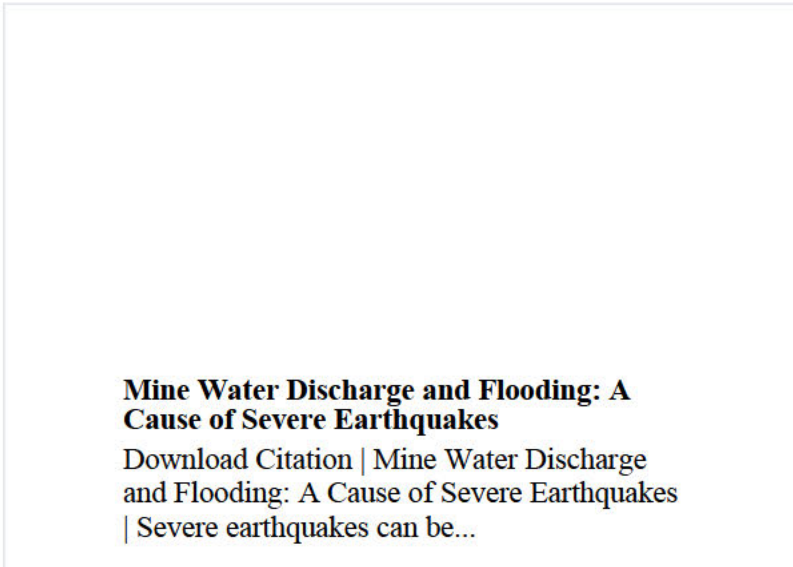 Mine Water Discharge and Flooding: A
Cause of Severe Earthquakes
Download Citation | Mine Water Discharge
and Flooding: A Cause of Severe Earthquakes
| Severe earthquakes can be...